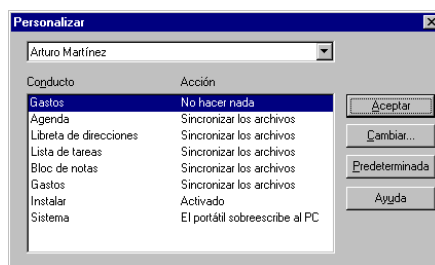 Personalizar
Arturo Martínez
Conducto Acción
Gastos No hacer nada
Agenda Sincronizar los archivos
Libreta de direcciones Sincronizar los archivos
Lista de tareas Sincronizar los archivos
Bloc de notas Sincronizar los archivos
Gastos Sincronizar los archivos
Instalar Activado
Sistema El portátil sobreescribe al PC
Aceptar
Cambiar...
Predeterminada
Ayuda